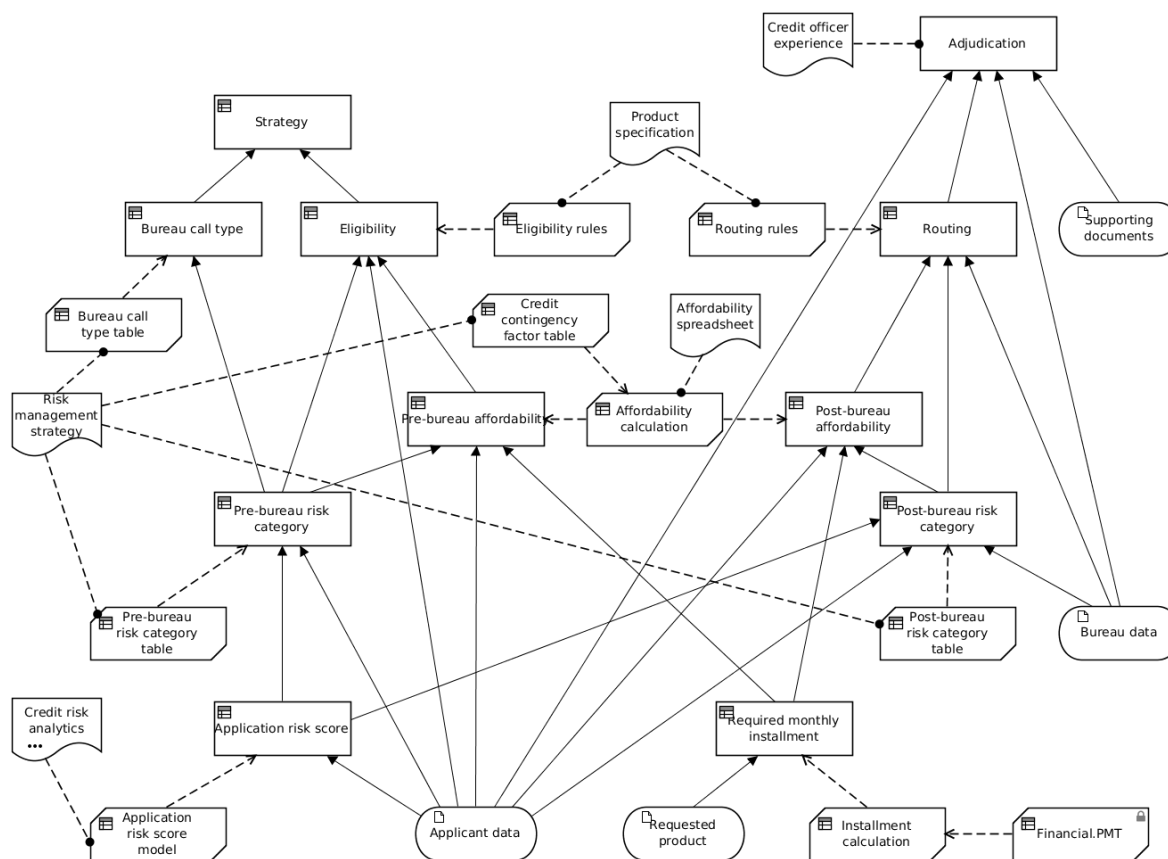 Credit officer
experience
Adjudication
Strategy
Product
specification
Bureau call type
Eligibility
Eligibility rules
Routing rules
Routing
Supporting
documents
Bureau call
type table
Credit
contingency
factor table
Affordability
spreadsheet
Risk
management
strategy
Pre-bureau affordability
Affordability
calculation
Post-bureau
affordability
Pre-bureau risk
category
Post-bureau risk
category
Pre-bureau
risk category
table
Post-bureau
risk category
table
Bureau data
Credit risk
analytics
Application risk score
Required monthly
installment
Application
risk score
model
Applicant data
Requested
product
Installment
calculation
Financial.PMT